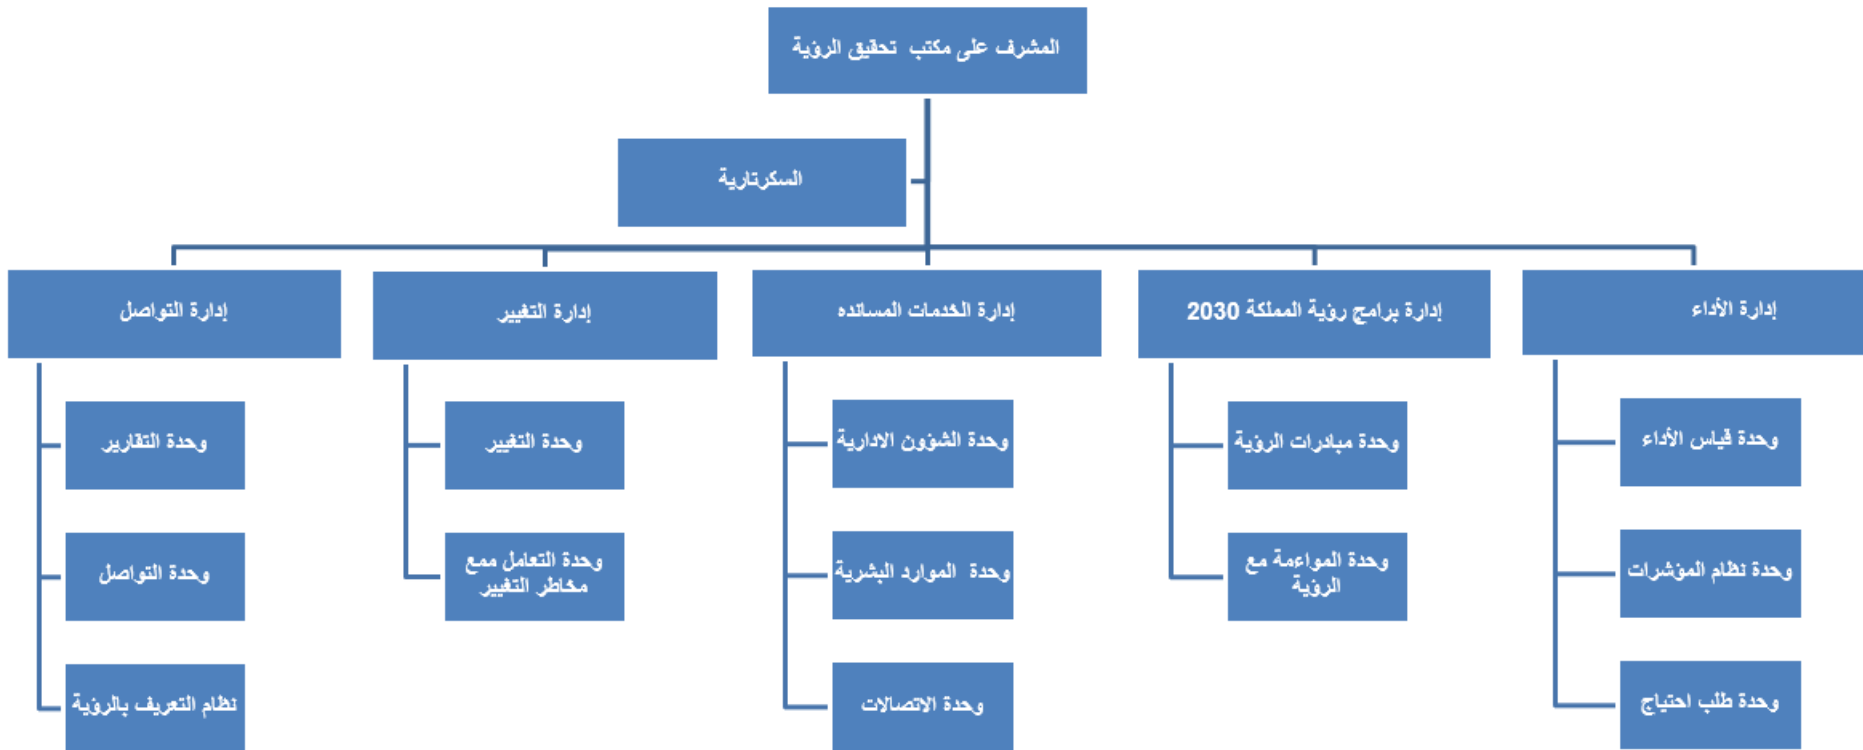 المشرف على مكتب تحقيق الرؤية
السكرتارية
إدارة الأداء
إدارة برامج رؤية المملكة 2030
إدارة الخدمات المسانده
إدارة التغيير
إدارة التواصل
وحدة قياس الأداء
وحدة نظام المؤشرات
وحدة طلب احتياج
وحدة مبادرات الرؤية
وحدة المواءمة مع
الرؤية
وحدة الشؤون الادارية
وحدة الموارد البشرية
وحدة الاتصالات
وحدة التغيير
وحدة التعامل ممع
مخاطر التغيير
وحدة التقارير
وحدة التواصل
نظام التعريف بالرؤية